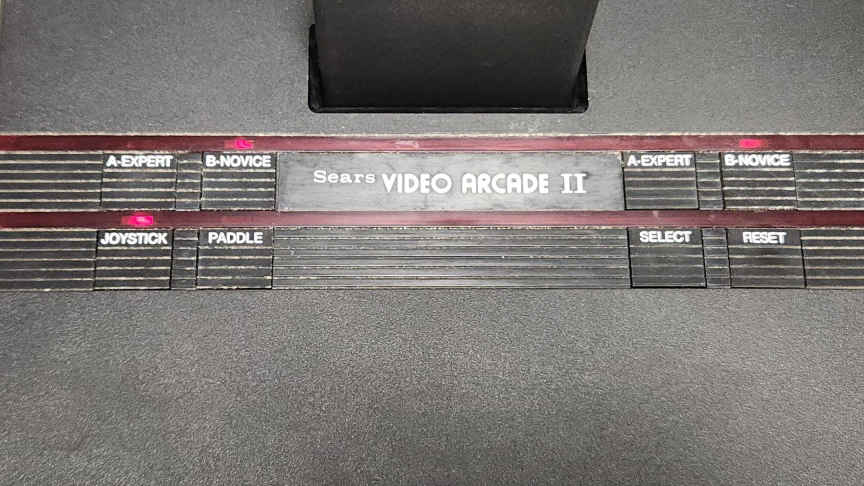 A-EXPERT B-NOVICE Sears VIDEO ARCADE II A-EXPERT B-NOVICE
JOYSTICK PADDLE SELECT RESET